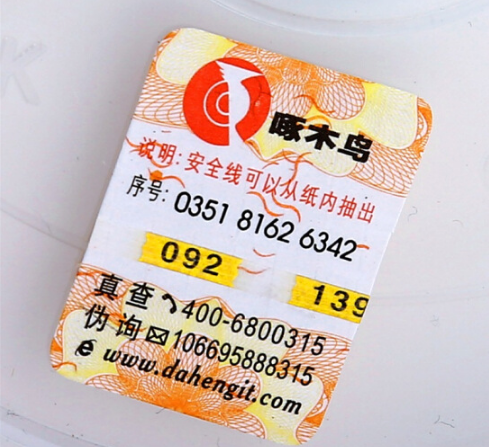 啄木鸟
说明:安全线可以从纸内抽出
序号: 0351 8162 6342
092 139
真查 400-6800315
伪询 106695888315
www.dahengit.com